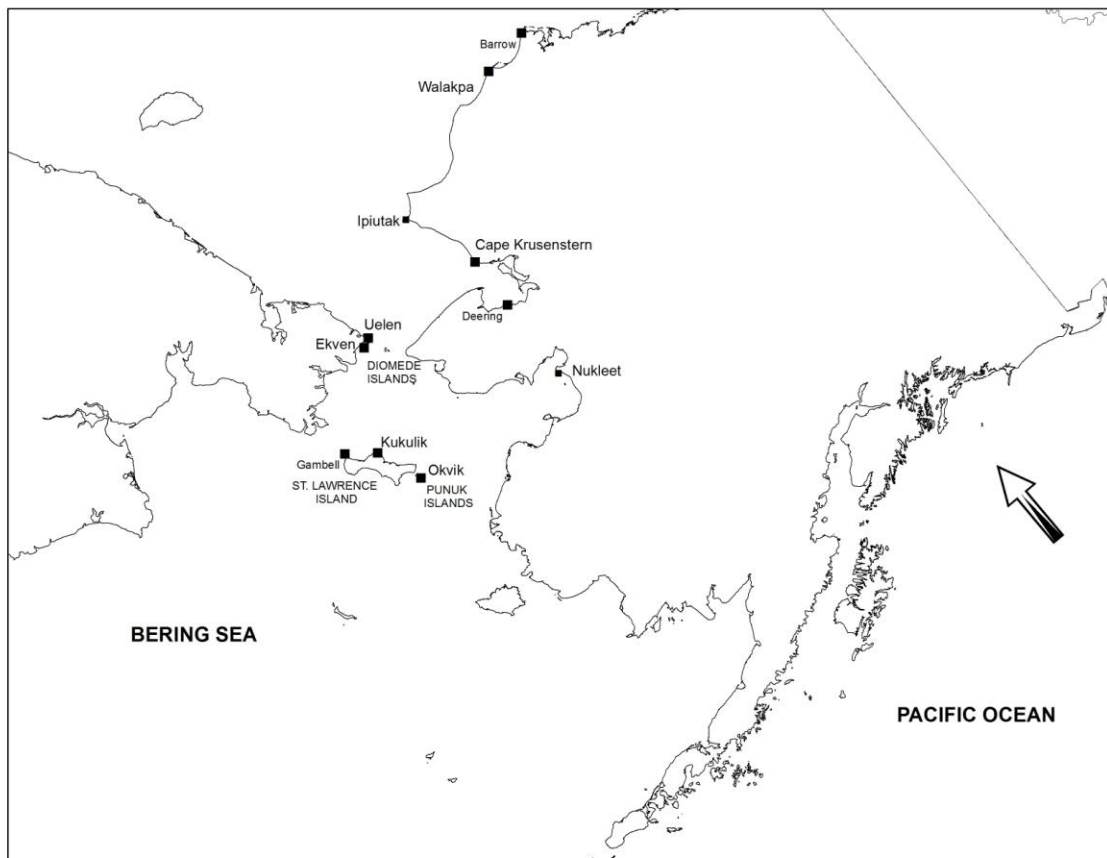 Barrow
Walakpa
Ipiutak
Cape Krusenstern
Deering
Uelen
Ekven
DIOMEDE
ISLANDS
Nukleet
Kukulik
Gambell
Okvik
ST. LAWRENCE
ISLAND
PUNUK
ISLANDS
BERING SEA
PACIFIC OCEAN